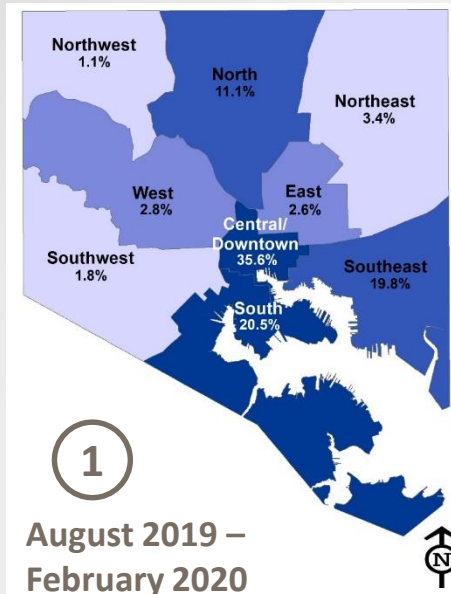 Northwest
1.1%
North
11.1%
Northeast
3.4%
West
2.8%
East
2.6%
Central/
Downtown
35.6%
Southwest
1.8%
Southeast
19.8%
South
20.5%
1
August 2019 –
February 2020
N